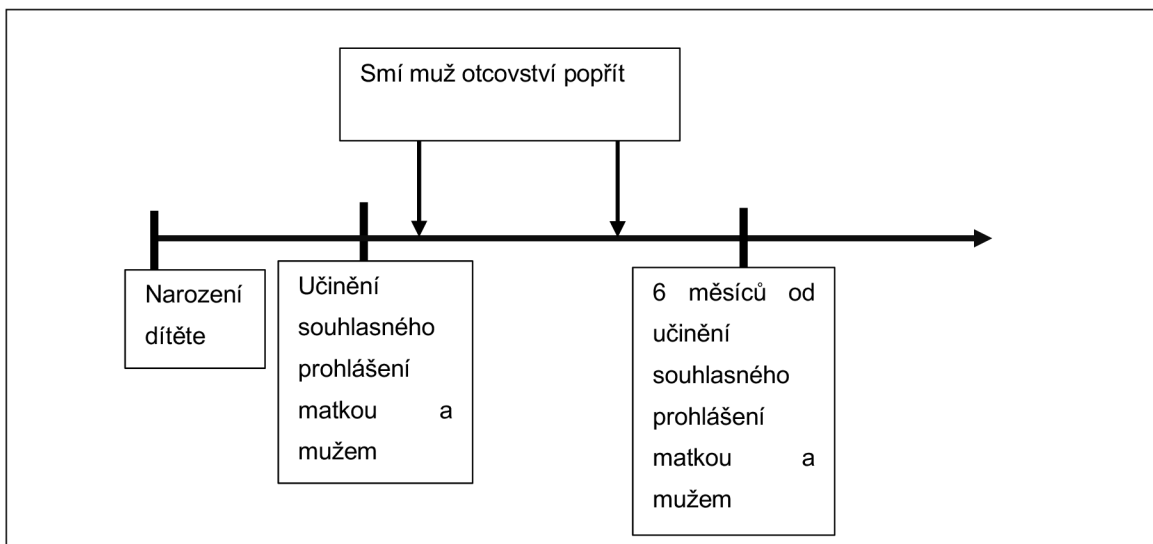 Smí muž otcovství popřít
Narození
dítěte
Učinění
souhlasného
prohlášení
matkou a
mužem
6 měsíců od
učinění
souhlasného
prohlášení
matkou a
mužem